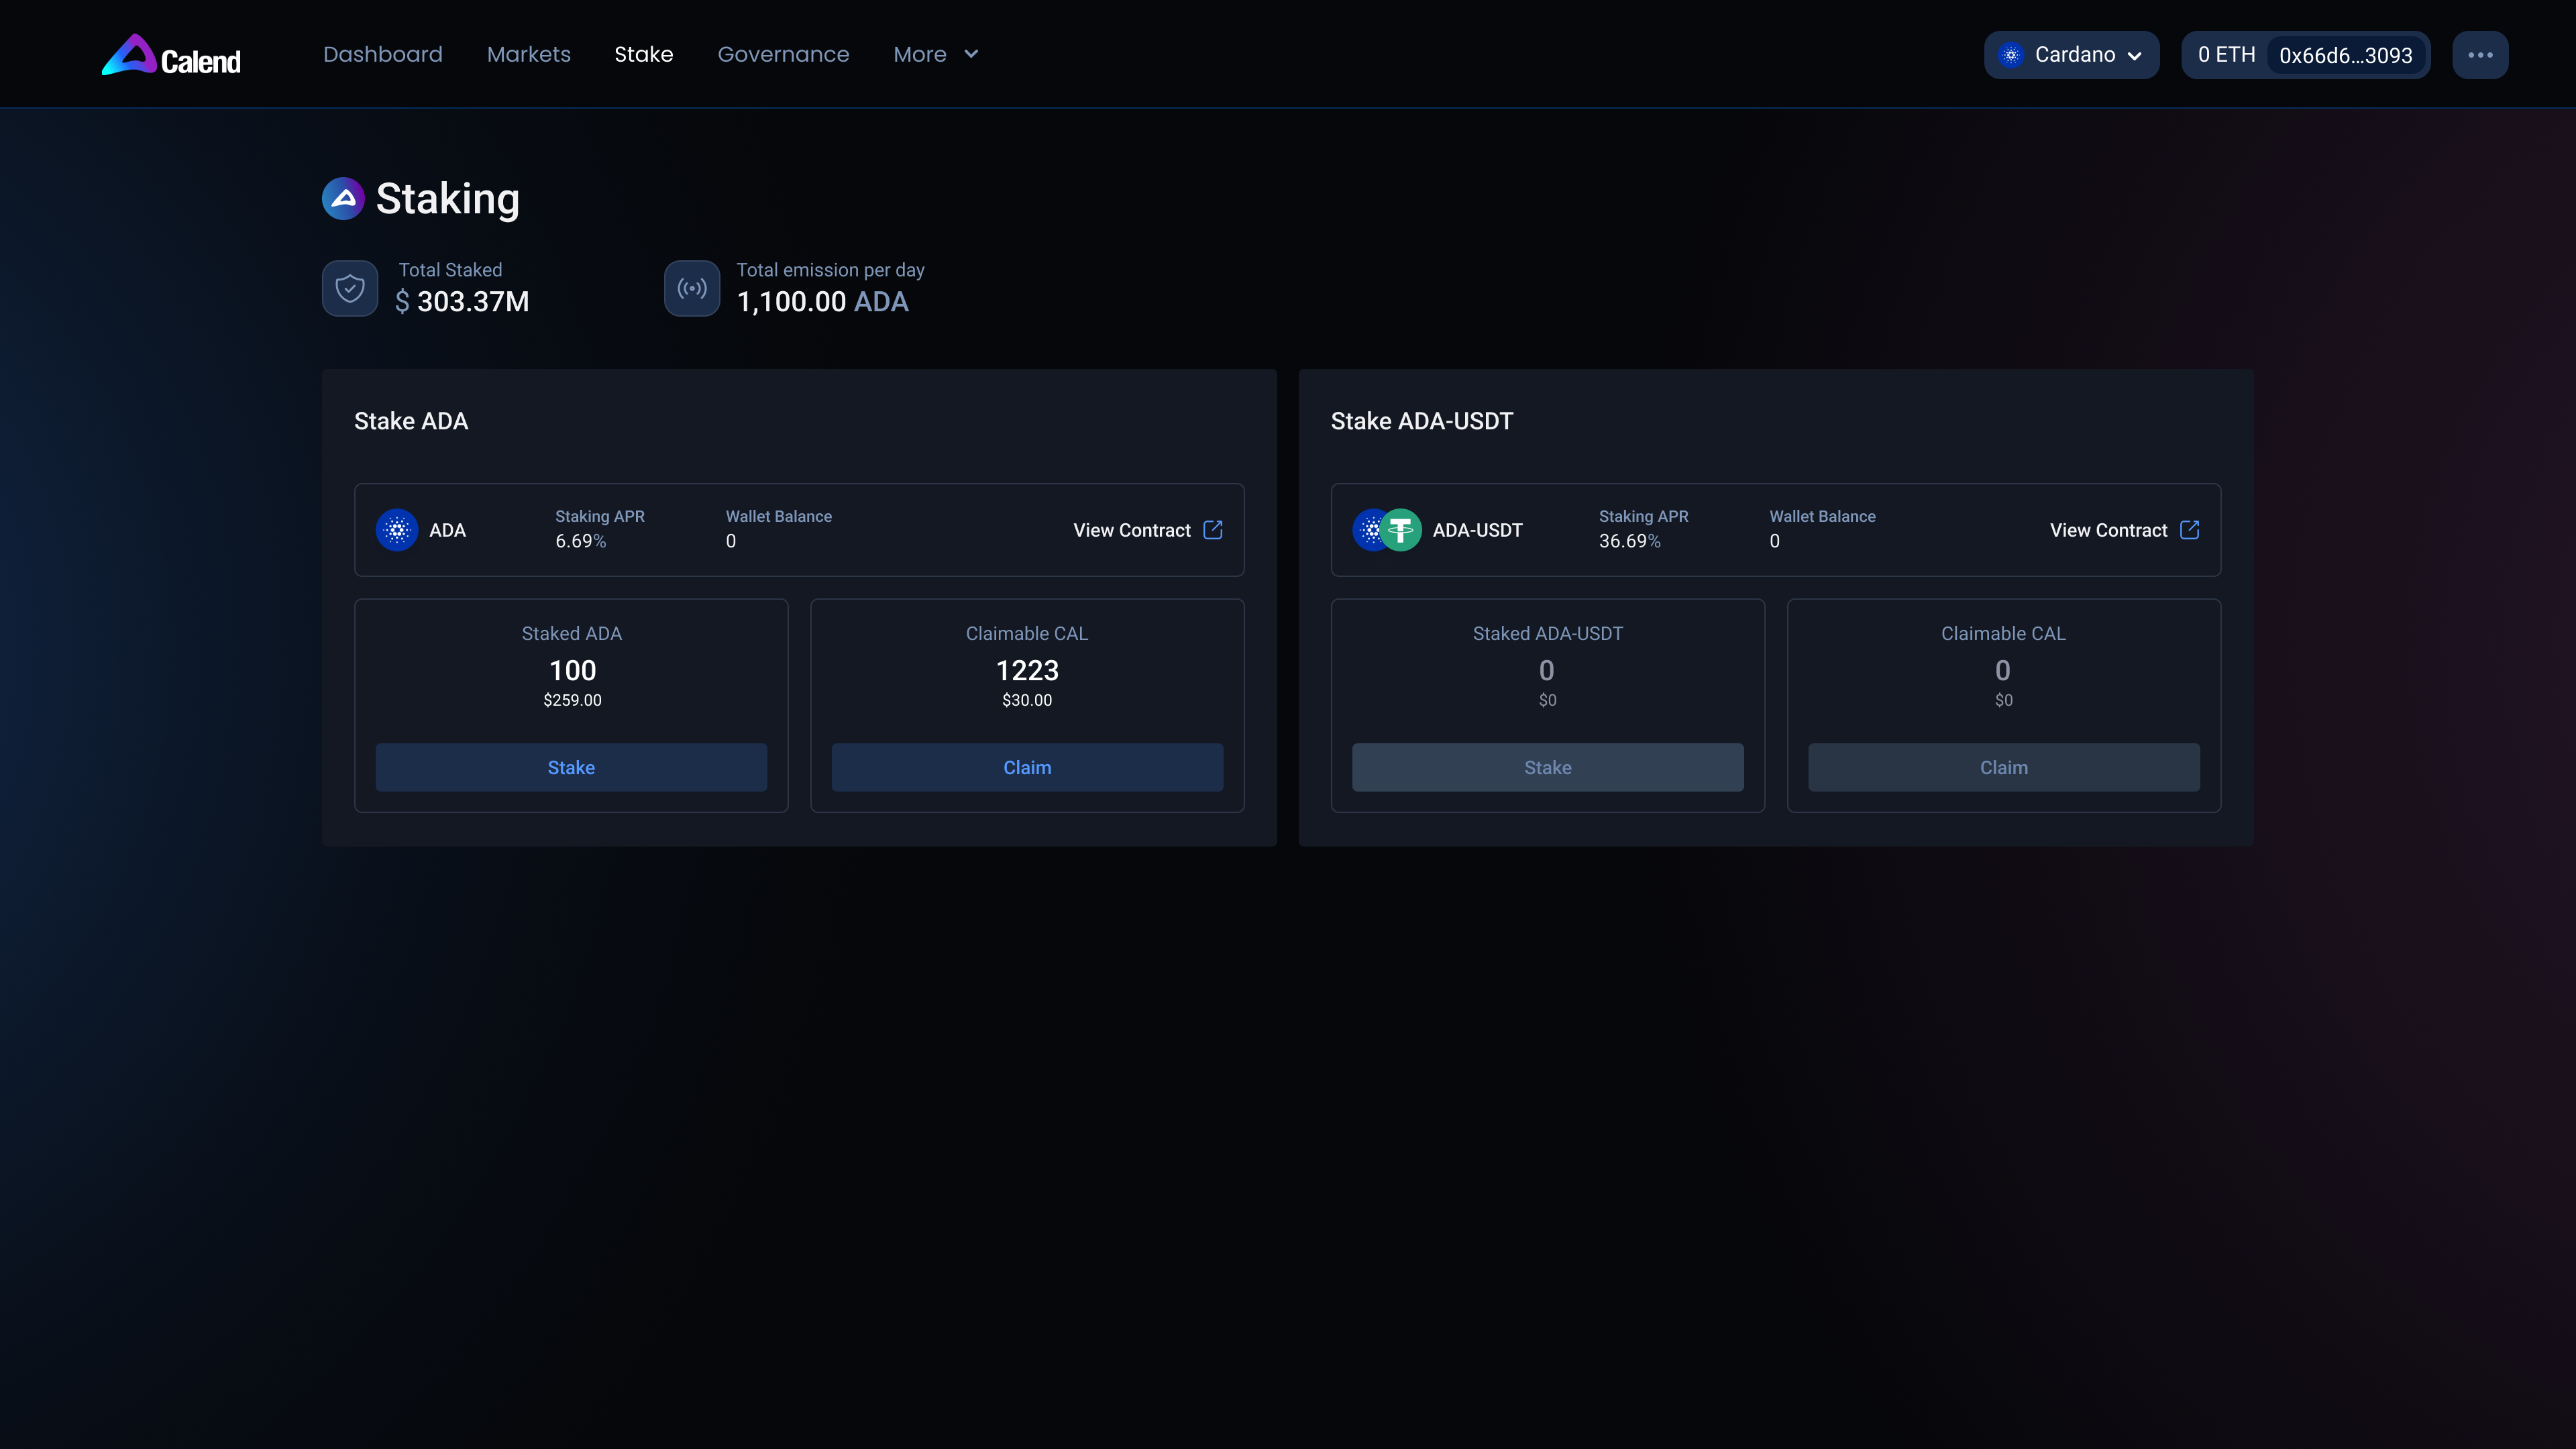 Calend
Dashboard Markets Stake Governance More
Cardano
0 ETH 0x66d6...3093
Staking
Total Staked
$ 303.37M
Total emission per day
1,100.00 ADA
Stake ADA
ADA
Staking APR
6.69%
Wallet Balance
0
View Contract
Staked ADA
100
$259.00
Stake
Claimable CAL
1223
$30.00
Claim
Stake ADA-USDT
ADA-USDT
Staking APR
36.69%
Wallet Balance
0
View Contract
Staked ADA-USDT
0
$0
Stake
Claimable CAL
0
$0
Claim